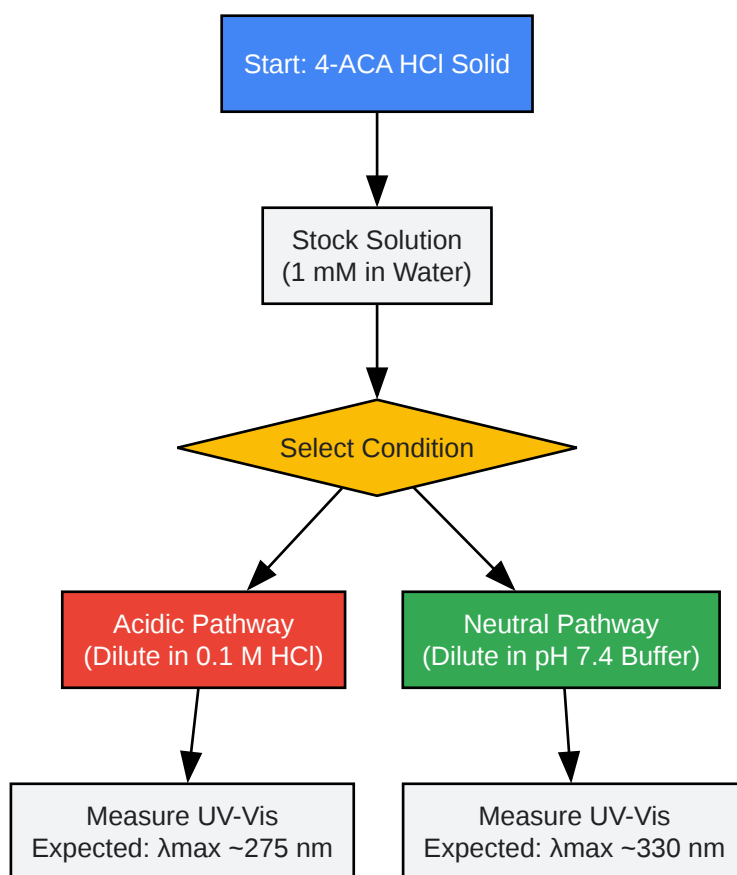 Start: 4-ACA HCl Solid
Stock Solution
(1 mM in Water)
Select Condition
Acidic Pathway
(Dilute in 0.1 M HCl)
Neutral Pathway
(Dilute in pH 7.4 Buffer)
Measure UV-Vis
Expected: λmax ~275 nm
Measure UV-Vis
Expected: λmax ~330 nm